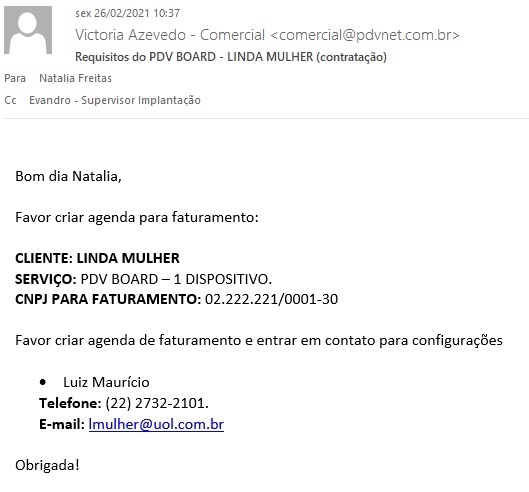 sex 26/02/2021 10:37
Victoria Azevedo - Comercial <comercial@pdvnet.com.br>
Requisitos do PDV BOARD - LINDA MULHER (contratação)
Para Natalia Freitas
Cc Evandro - Supervisor Implantação
Bom dia Natalia,
Favor criar agenda para faturamento:
CLIENTE: LINDA MULHER
SERVIÇO: PDV BOARD – 1 DISPOSITIVO.
CNPJ PARA FATURAMENTO: 02.222.221/0001-30
Favor criar agenda de faturamento e entrar em contato para configurações
• Luiz Maurício
Telefone: (22) 2732-2101.
E-mail: lmulher@uol.com.br
Obrigada!